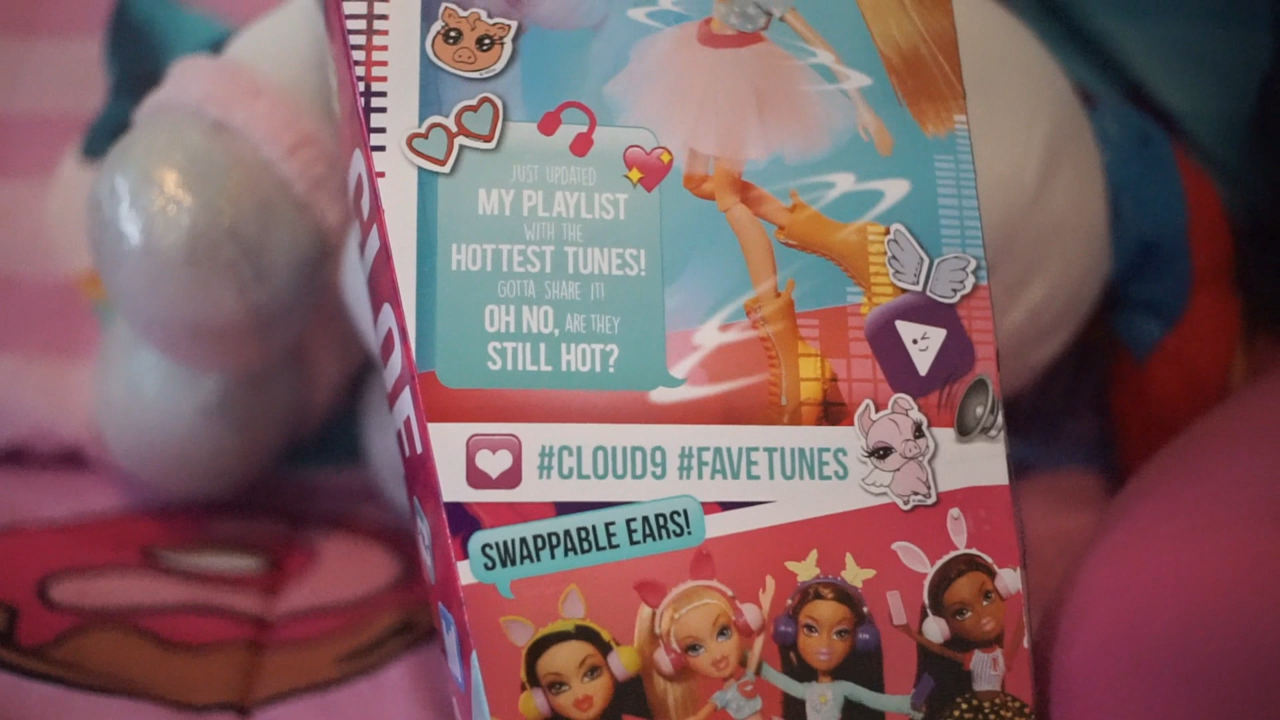 JUST UPDATED
MY PLAYLIST
WITH THE
HOTTEST TUNES!
GOTTA SHARE IT!
OH NO, ARE THEY
STILL HOT?
#CLOUD9 #FAVETUNES
SWAPPABLE EARS!
CLOE